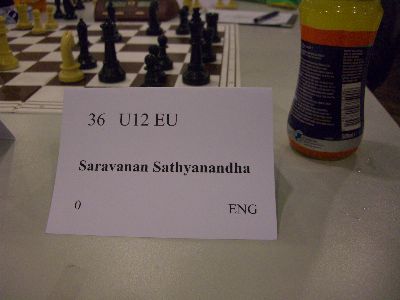 36 U12 EU
Saravanan Sathyanandha
0 ENG